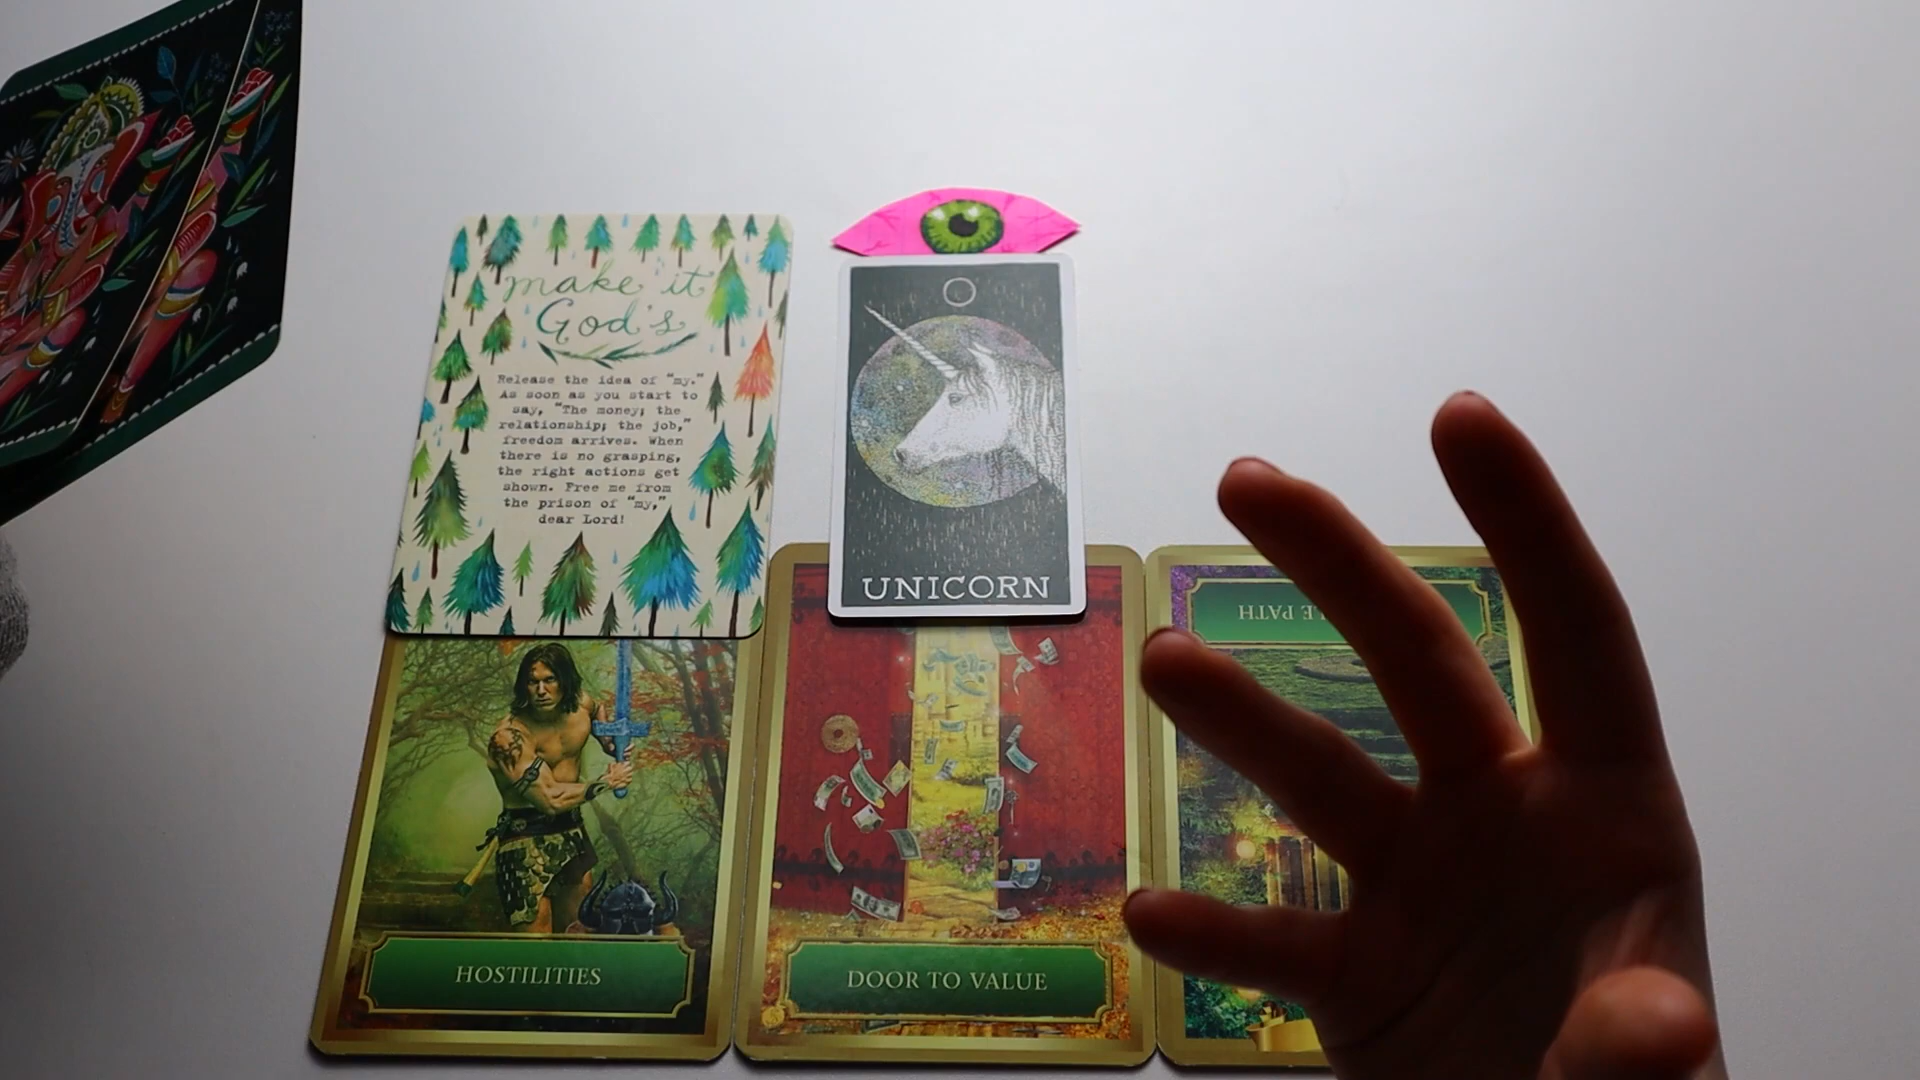 make it
God's
Release the idea of "my."
As soon as you start to
say, "The money; the
relationship; the job,"
freedom arrives. When
there is no grasping,
the right actions get
shown. Free me from
the prison of "my,"
dear Lord!
O
UNICORN
HOSTILITIES
DOOR TO VALUE
PATH